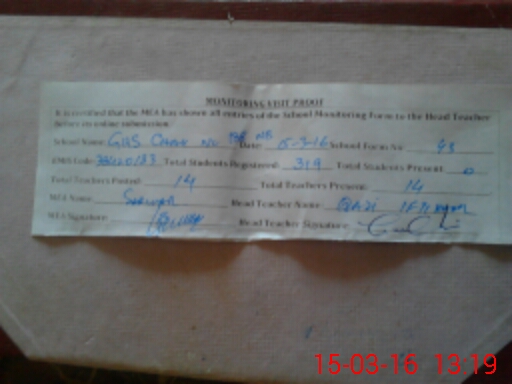 MONITORING VISIT PROOF
It is certified that the MEA has shown all entries of the School Monitoring Form to the Head Teacher
before its online submission
School Name: GHS Chak No NB Date: 15-3-16 School Form No 93
EMIS Code: Total Students Registered: 319 Total Students Present: 0
Total Teachers Posted: 14 Total Teachers Present: 14
MEA Name: Head Teacher Name: QAZI
MEA Signature: Head Teacher Signature:
15-03-16 13:19